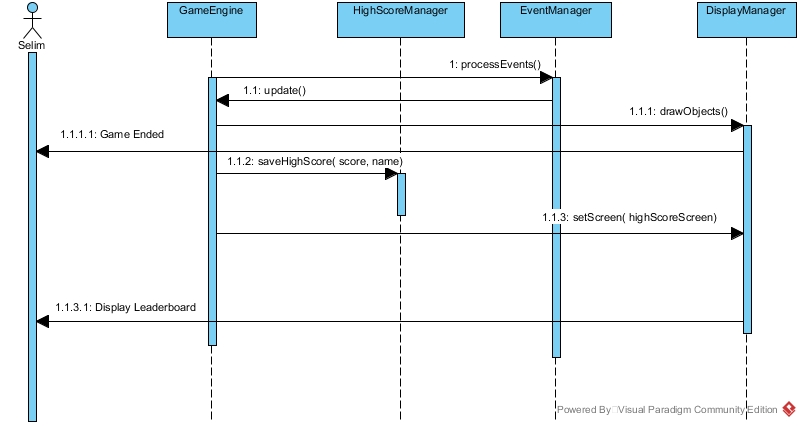 GameEngine
HighScoreManager
EventManager
DisplayManager
Selim
1: processEvents()
1.1: update()
1.1.1: drawObjects()
1.1.1.1: Game Ended
1.1.2: saveHighScore( score, name)
1.1.3: setScreen( highScoreScreen)
1.1.3.1: Display Leaderboard
Powered By Visual Paradigm Community Edition